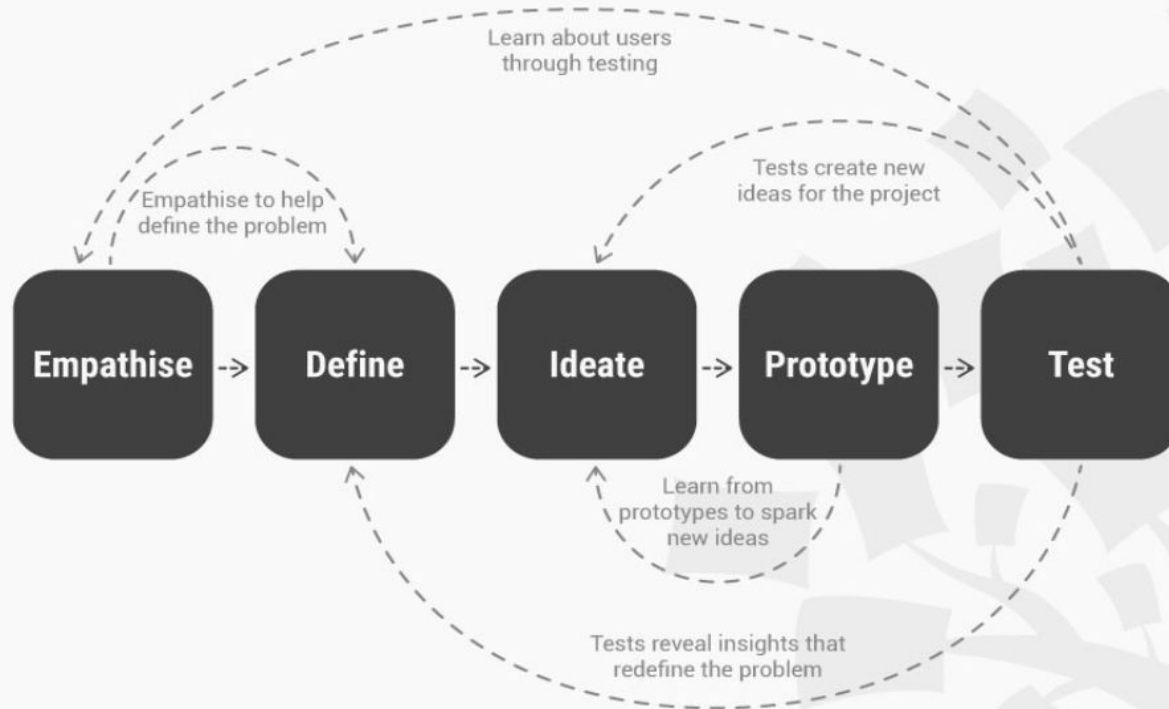 Learn about users
through testing
Tests create new
ideas for the project
Empathise to help
define the problem
Empathise
Define
Ideate
Prototype
Test
Learn from
prototypes to spark
new ideas
Tests reveal insights that
redefine the problem